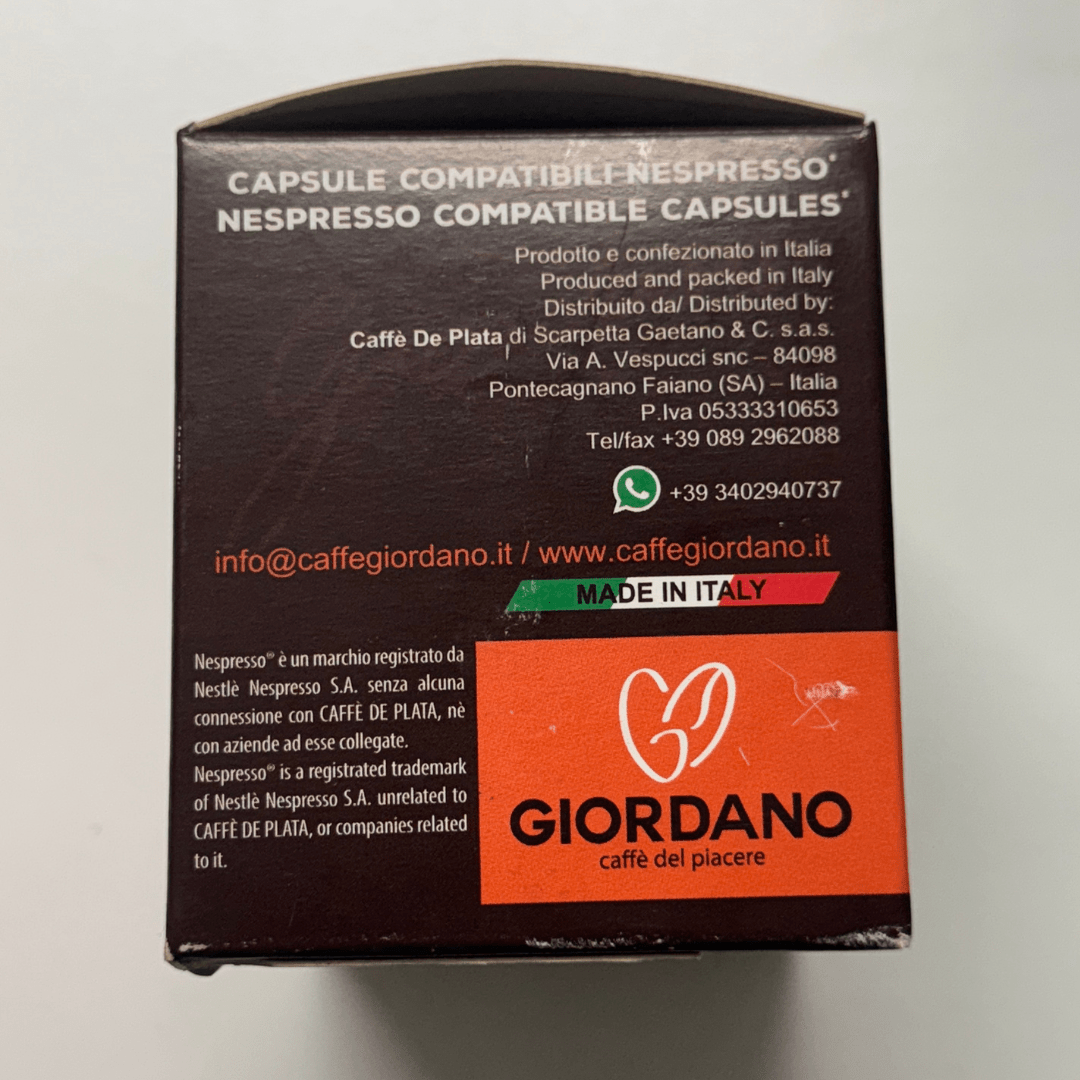 CAPSULE COMPATIBILI NESPRESSO*
NESPRESSO COMPATIBLE CAPSULES*
Prodotto e confezionato in Italia
Produced and packed in Italy
Distribuito da/ Distributed by:
Caffè De Plata di Scarpetta Gaetano & C. s.a.s.
Via A. Vespucci snc – 84098
Pontecagnano Faiano (SA) – Italia
P.Iva 05333310653
Tel/fax +39 089 2962088
+39 3402940737
info@caffegiordano.it / www.caffegiordano.it
MADE IN ITALY
Nespresso® è un marchio registrato da
Nestlè Nespresso S.A. senza alcuna
connessione con CAFFÈ DE PLATA, nè
con aziende ad esse collegate.
Nespresso® is a registrated trademark
of Nestlè Nespresso S.A. unrelated to
CAFFÈ DE PLATA, or companies related
to it.
GIORDANO
caffè del piacere